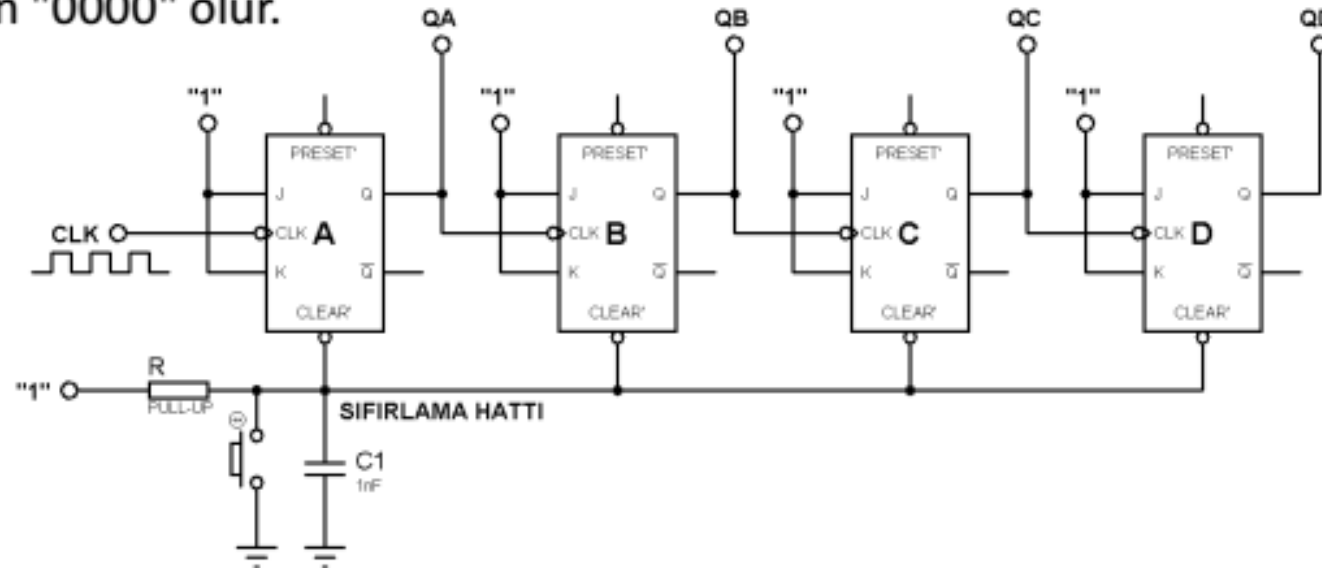 "0000" olur.
QA QB QC
"1" "1" "1" "1"
PRESET' PRESET' PRESET' PRESET'
J Q J Q J Q J Q
CLK CLK A CLK B CLK C CLK D
K Q K Q K Q K Q
CLEAR' CLEAR' CLEAR' CLEAR'
R
"1"
PULL-UP
SIFIRLAMA HATTI
C1
1nF